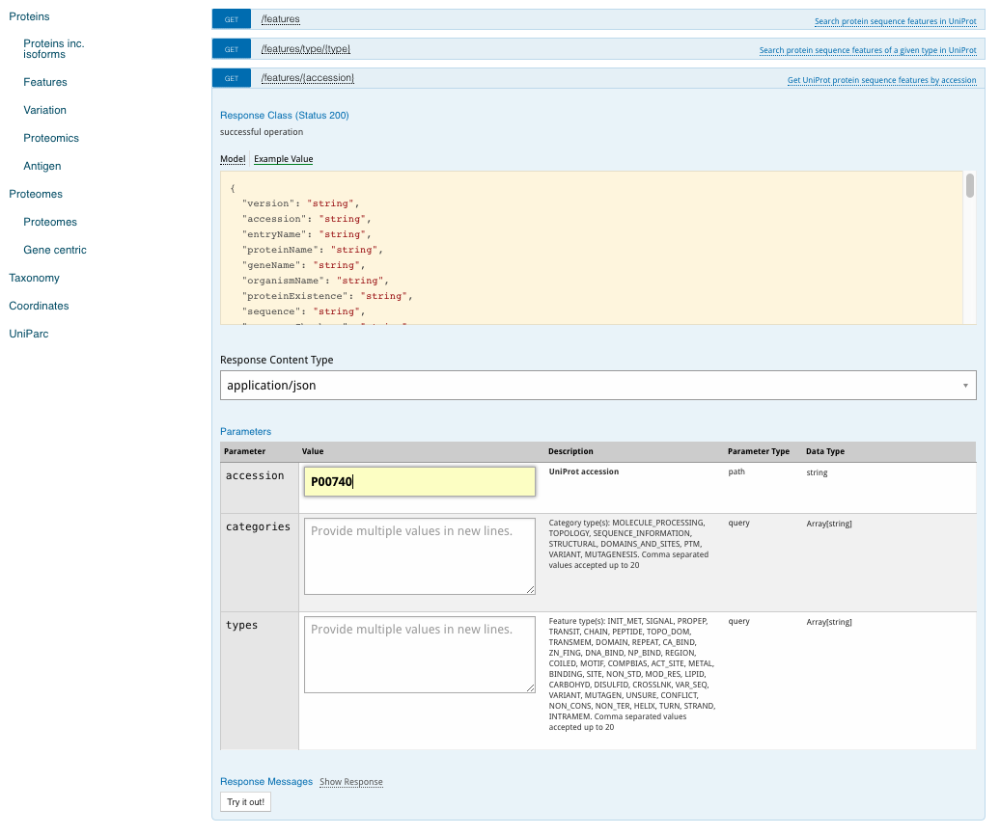 Proteins
Proteins inc.
isoforms
Features
Variation
Proteomics
Antigen
Proteomes
Proteomes
Gene centric
Taxonomy
Coordinates
UniParc
GET /features Search protein sequence features in UniProt
GET /features/type/{type} Search protein sequence features of a given type in UniProt
GET /features/{accession} Get UniProt protein sequence features by accession
Response Class (Status 200)
successful operation
Model Example Value
{
"version": "string",
"accession": "string",
"entryName": "string",
"proteinName": "string",
"geneName": "string",
"organismName": "string",
"proteinExistence": "string",
"sequence": "string",
Response Content Type
application/json
Parameters
Parameter Value Description Parameter Type Data Type
accession P00740 UniProt accession path string
categories Provide multiple values in new lines. Category type(s): MOLECULE_PROCESSING, query Array[string]
TOPOLOGY, SEQUENCE_INFORMATION,
STRUCTURAL, DOMAINS_AND_SITES, PTM,
VARIANT, MUTAGENESIS. Comma separated
values accepted up to 20
types Provide multiple values in new lines. Feature type(s): INIT_MET, SIGNAL, PROPEP, query Array[string]
TRANSIT, CHAIN, PEPTIDE, TOPO_DOM,
TRANSMEM, DOMAIN, REPEAT, CA_BIND,
ZN_FING, DNA_BIND, NP_BIND, REGION,
COILED, MOTIF, COMPBIAS, ACT_SITE, METAL,
BINDING, SITE, NON_STD, MOD_RES, LIPID,
CARBOHYD, DISULFID, CROSSLNK, VAR_SEQ,
VARIANT, MUTAGEN, UNSURE, CONFLICT,
NON_CONS, NON_TER, HELIX, TURN, STRAND,
INTRAMEM. Comma separated values
accepted up to 20
Response Messages Show Response
Try it out!